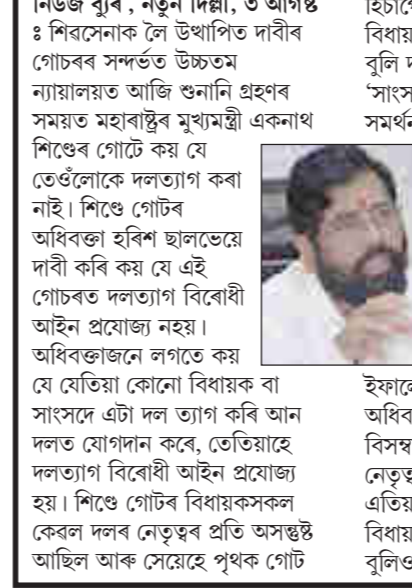 নিউজ ব্যুৰ', নতুন দিল্লী, ৩ আগষ্ট
ঃ শিৱসেনাক লৈ উত্থাপিত দাবীৰ
গোচৰৰ সন্দৰ্ভত উচ্চতম
ন্যায়ালয়ত আজি শুনানি গ্ৰহণৰ
সময়ত মহাৰাষ্ট্ৰৰ মুখ্যমন্ত্ৰী একনাথ
শিণ্ডেৰ গোটে কয় যে
তেওঁলোকে দলত্যাগ কৰা
নাই। শিণ্ডে গোটৰ
অধিবক্তা হৰিশ ছালভেয়ে
দাবী কৰি কয় যে এই
গোচৰত দলত্যাগ বিৰোধী
আইন প্ৰযোজ্য নহয়।
অধিবক্তাজনে লগতে কয়
যে যেতিয়া কোনো বিধায়ক বা
সাংসদে এটা দল ত্যাগ কৰি আন
দলত যোগদান কৰে, তেতিয়াহে
দলত্যাগ বিৰোধী আইন প্ৰযোজ্য
হয়। শিণ্ডে গোটৰ বিধায়কসকল
কেৱল দলৰ নেতৃত্বৰ প্ৰতি অসন্তুষ্ট
আছিল আৰু সেয়েহে পৃথক গোট
বিধায়
বুলি দ
'সাংস
সমৰ্থন
ইফালে
অধিব
বিসম্ব
নেতৃত্ব
এতিয়
বিধায়
বুলিও